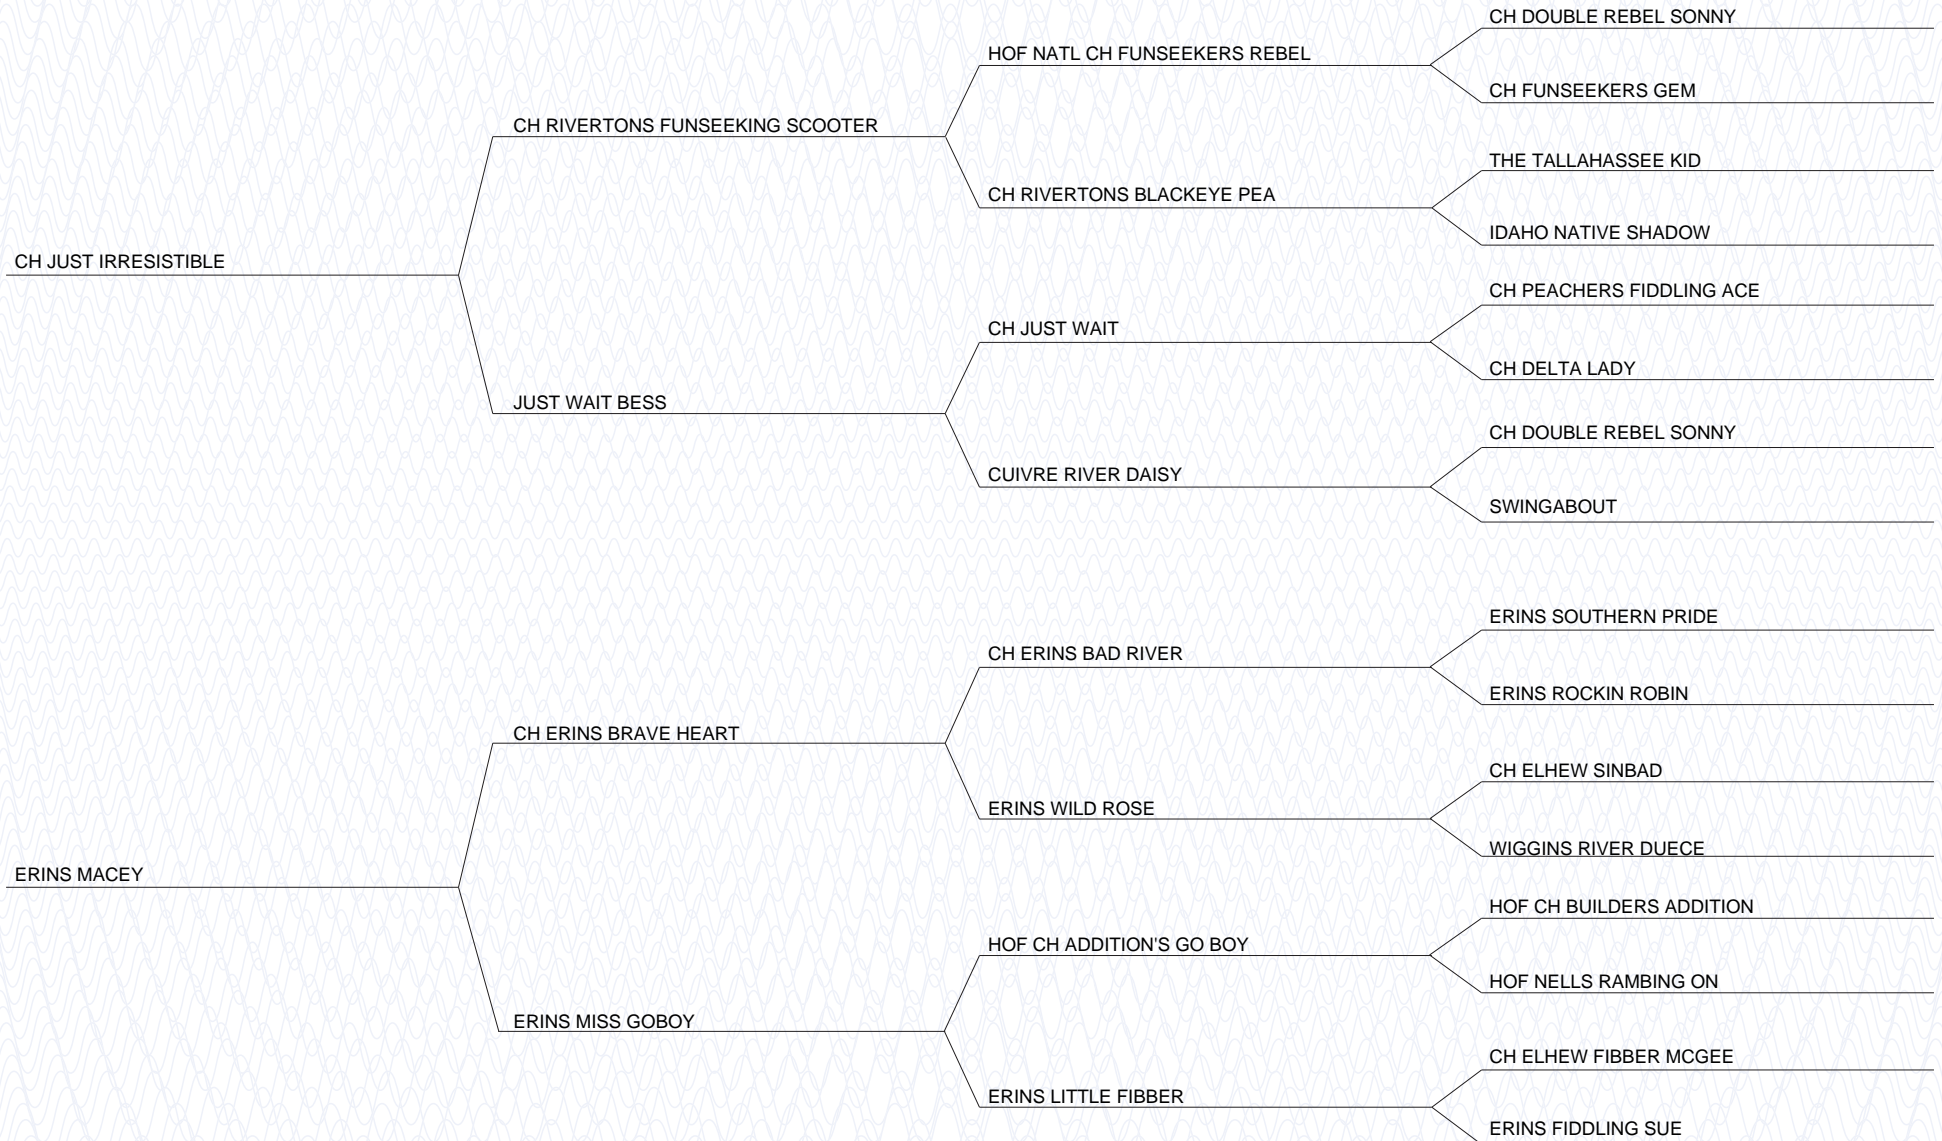 CH DOUBLE REBEL SONNY
HOF NATL CH FUNSEEKERS REBEL
CH FUNSEEKERS GEM
CH RIVERTONS FUNSEEKING SCOOTER
THE TALLAHASSEE KID
CH RIVERTONS BLACKEYE PEA
IDAHO NATIVE SHADOW
CH JUST IRRESISTIBLE
CH PEACHERS FIDDLING ACE
CH JUST WAIT
CH DELTA LADY
JUST WAIT BESS
CH DOUBLE REBEL SONNY
CUIVRE RIVER DAISY
SWINGABOUT
ERINS SOUTHERN PRIDE
CH ERINS BAD RIVER
ERINS ROCKIN ROBIN
CH ERINS BRAVE HEART
CH ELHEW SINBAD
ERINS WILD ROSE
WIGGINS RIVER DUECE
ERINS MACEY
HOF CH BUILDERS ADDITION
HOF CH ADDITION'S GO BOY
HOF NELLS RAMBING ON
ERINS MISS GOBOY
CH ELHEW FIBBER MCGEE
ERINS LITTLE FIBBER
ERINS FIDDLING SUE